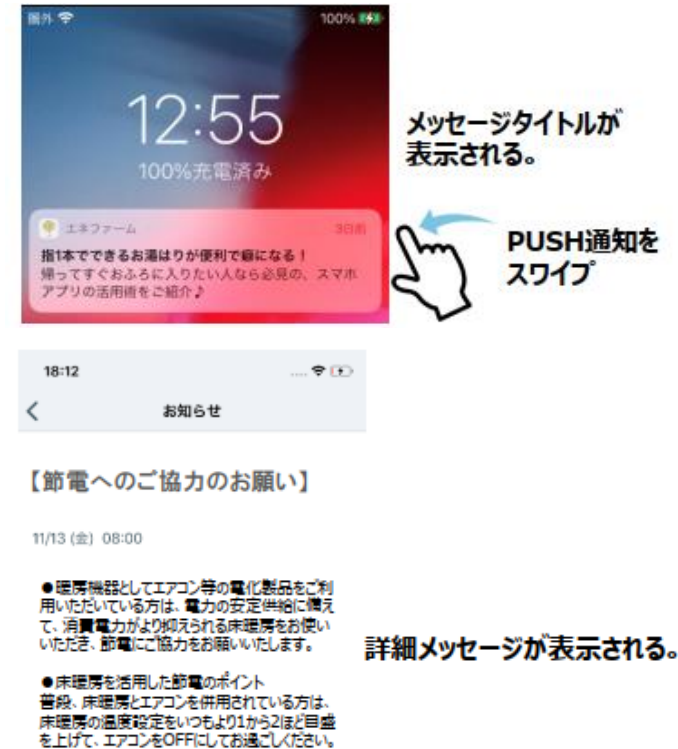 圏外 100%
12:55
100%充電済み
エネファーム 3日前
指1本でできるお湯はりが便利で癖になる！
帰ってすぐおふろに入りたい人なら必見の、スマホ
アプリの活用術をご紹介♪
メッセージタイトルが
表示される。
PUSH通知を
スワイプ
18:12
お知らせ
【節電へのご協力のお願い】
11/13 (金) 08:00
●暖房機器としてエアコン等の電化製品をご利
用いただいている方は、電力の安定供給に備え
て、消費電力がより抑えられる床暖房をお使い
いただき、節電にご協力をお願いいたします。
●床暖房を活用した節電のポイント
普段、床暖房とエアコンを併用されている方は、
床暖房の温度設定をいつもより1から2ほど目盛
を上げて、エアコンをOFFにしてお過ごしください。
詳細メッセージが表示される。